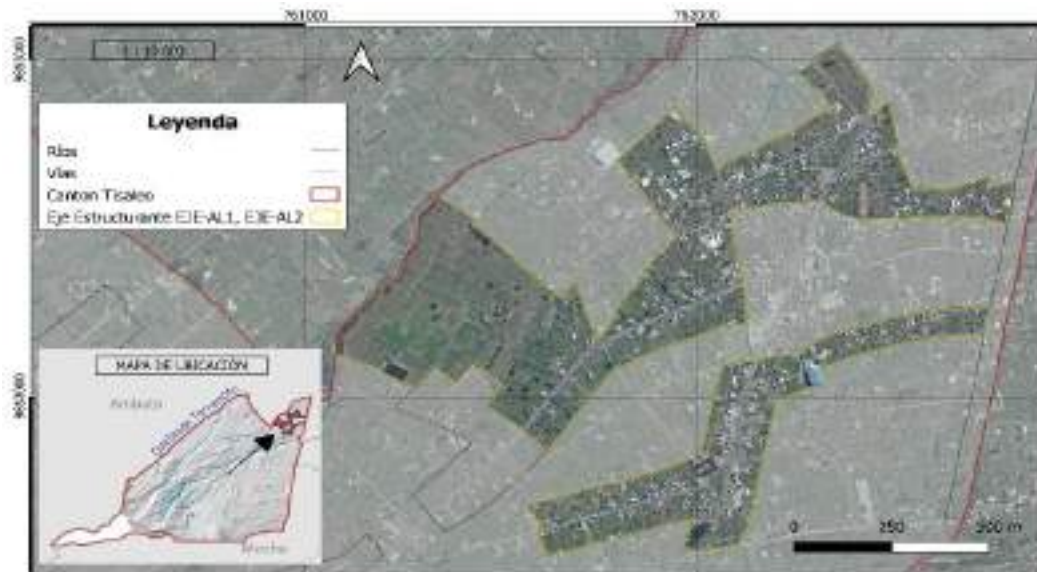 761000
762000
1:10 000
Leyenda
Ríos
Vías
Canton Tisaleo
Eje Estructurante EJE-AL1, EJE-AL2
MAPA DE UBICACIÓN
Ambato
Mocha
0 250 500 m